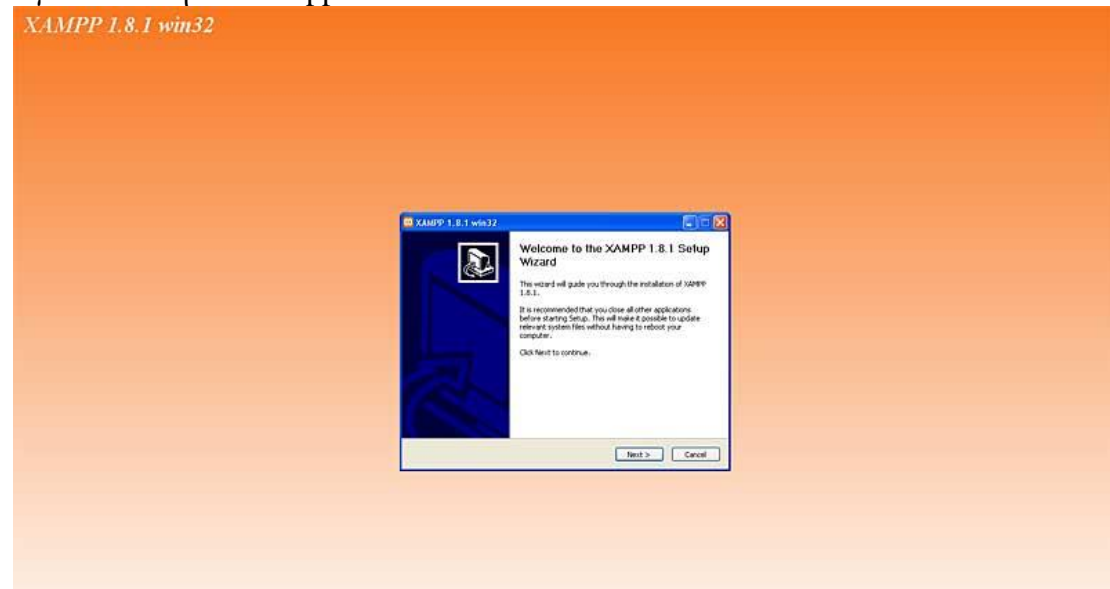 XAMPP 1.8.1 win32
XAMPP 1.8.1 win32
Welcome to the XAMPP 1.8.1 Setup
Wizard
This wizard will guide you through the installation of XAMPP
1.8.1.
It is recommended that you close all other applications
before starting Setup. This will make it possible to update
relevant system files without having to reboot your
computer.
Click Next to continue.
Next >
Cancel